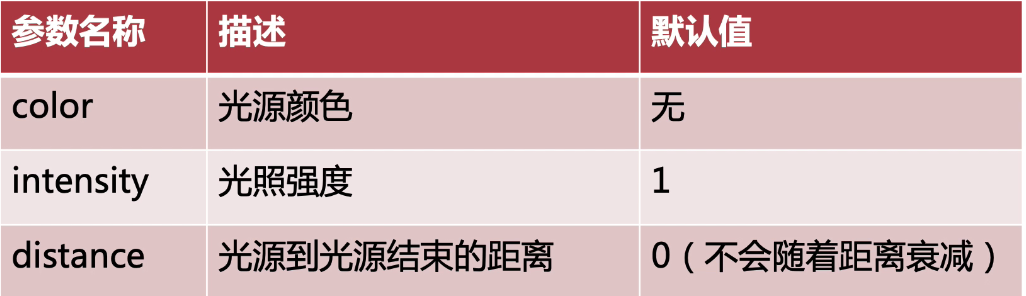 参数名称 描述 默认值
color 光源颜色 无
intensity 光照强度 1
distance 光源到光源结束的距离 0（不会随着距离衰减）